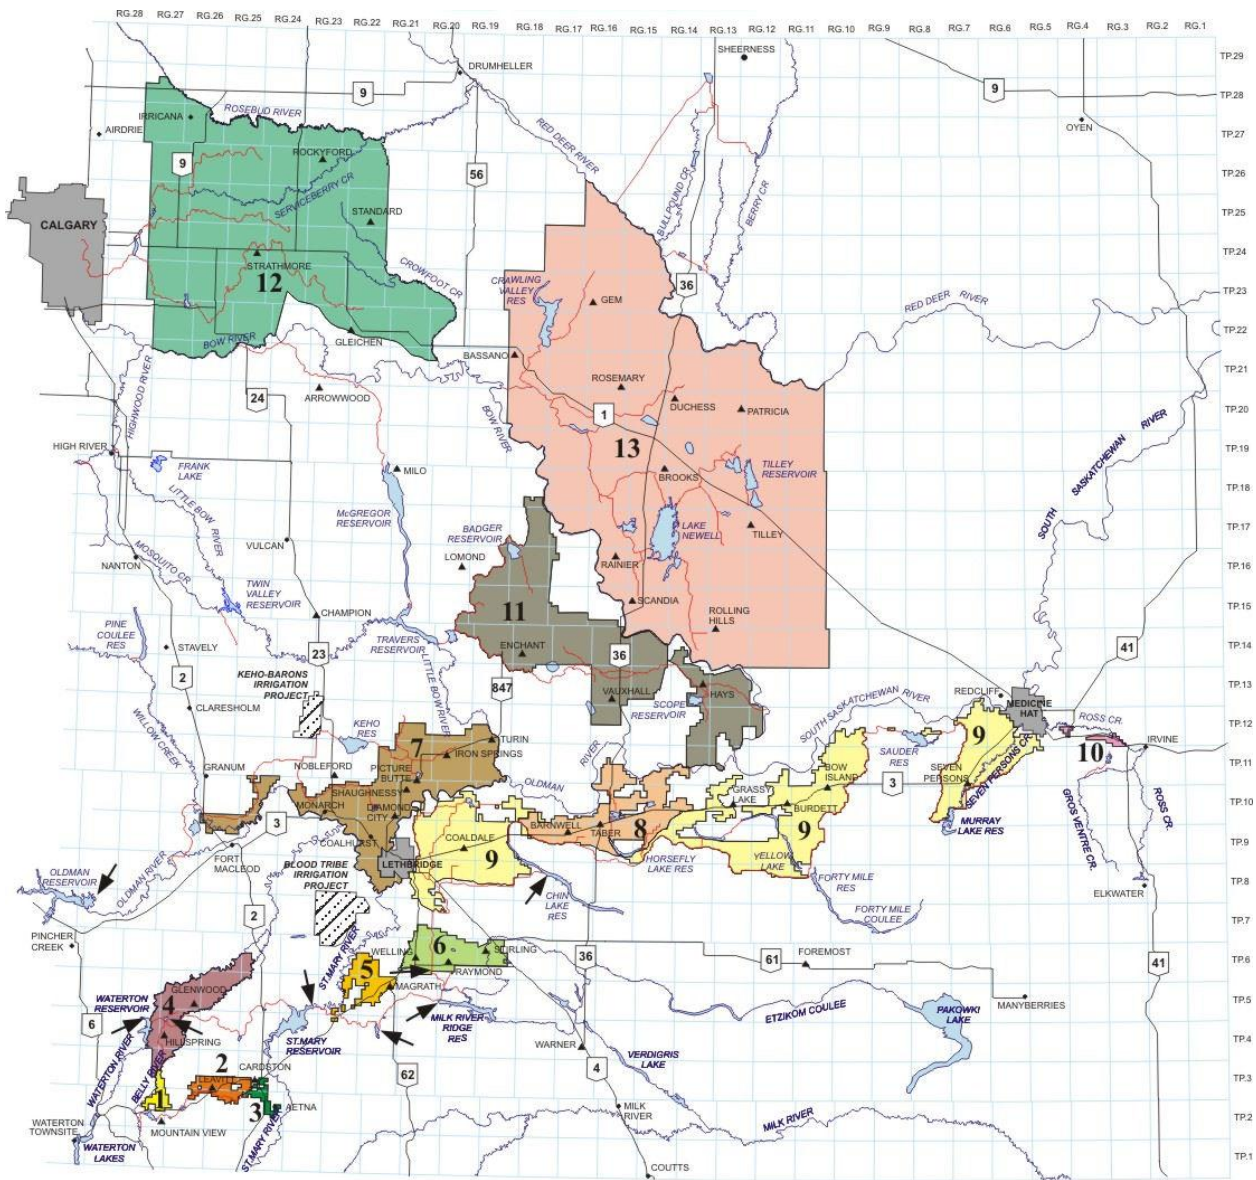 RG.28 RG.27 RG.26 RG.25 RG.24 RG.23 RG.22 RG.21 RG.20 RG.19 RG.18 RG.17 RG.16 RG.15 RG.14 RG.13 RG.12 RG.11 RG.10 RG.9 RG.8 RG.7 RG.6 RG.5 RG.4 RG.3 RG.2 RG.1
TP.29
TP.28
TP.27
TP.26
TP.25
TP.24
TP.23
TP.22
TP.21
TP.20
TP.19
TP.18
TP.17
TP.16
TP.15
TP.14
TP.13
TP.12
TP.11
TP.10
TP.9
TP.8
TP.7
TP.6
TP.5
TP.4
TP.3
TP.2
TP.1
SHEERNESS
DRUMHELLER
9
9
ROSEBUD RIVER
IRRICANA
AIRDRIE
OYEN
RED DEER RIVER
ROCKYFORD
9
56
SERVICEBERRY CR
BULLPOUND CR.
BERRY CR.
STANDARD
CALGARY
STRATHMORE
12
CROWFOOT CR
CRAWLING
VALLEY
RES
GEM
36
RED DEER RIVER
BOW RIVER
GLEICHEN
BASSANO
HIGHWOOD RIVER
ARROWWOOD
24
ROSEMARY
DUCHESS
PATRICIA
1
BOW RIVER
13
HIGH RIVER
FRANK
LAKE
MILO
BROOKS
TILLEY
RESERVOIR
SOUTH SASKATCHEWAN RIVER
LITTLE BOW RIVER
McGREGOR
RESERVOIR
BADGER
RESERVOIR
LAKE
NEWELL
TILLEY
VULCAN
MOSQUITO CR
NANTON
LOMOND
RAINIER
TWIN
VALLEY
RESERVOIR
CHAMPION
SCANDIA
ROLLING
HILLS
11
PINE
COULEE
RES
STAVELY
TRAVERS
RESERVOIR
ENCHANT
36
41
23
2
KEHO-BARONS
IRRIGATION
PROJECT
LITTLE BOW RIVER
847
VAUXHALL
SCOPE
RESERVOIR
HAYS
REDCLIFF
MEDICINE
HAT
SOUTH SASKATCHEWAN RIVER
CLARESHOLM
WILLOW CREEK
KEHO
RES
7
TURIN
IRON SPRINGS
RIVER
ROSS CR.
10
IRVINE
SAUDER
RES
9
GRANUM
NOBLEFORD
PICTURE
BUTTE
SHAUGHNESSY
OLDMAN
BOW
ISLAND
3
SEVEN
PERSONS
SEVEN PERSONS CR.
GRASSY
LAKE
MONARCH
DIAMOND
CITY
BURDETT
BARNWELL
TABER
8
9
MURRAY
LAKE RES
GROS VENTRE CR.
ROSS CR.
3
COALHURST
COALDALE
9
FORT
MACLEOD
BLOOD TRIBE
IRRIGATION
PROJECT
LETHBRIDGE
HORSEFLY
LAKE RES
YELLOW
LAKE
FORTY MILE
RES
OLDMAN
RESERVOIR
OLDMAN RIVER
CHIN
LAKE
RES
ELKWATER
2
FORTY MILE
COULEE
PINCHER
CREEK
ST.MARY RIVER
WELLING
6
STIRLING
RAYMOND
36
61
FOREMOST
41
5
MAGRATH
GLENWOOD
WATERTON
RESERVOIR
4
6
HILLSPRING
ST.MARY
RESERVOIR
MILK RIVER
RIDGE
RES
ETZIKOM COULEE
MANYBERRIES
PAKOWKI
LAKE
WARNER
VERDIGRIS
LAKE
WATERTON RIVER
BELLY RIVER
2
CARDSTON
LEAVITT
62
4
1
3
AETNA
MILK
RIVER
MILK RIVER
WATERTON
TOWNSITE
MOUNTAIN VIEW
ST.MARY RIVER
WATERTON
LAKES
COUTTS